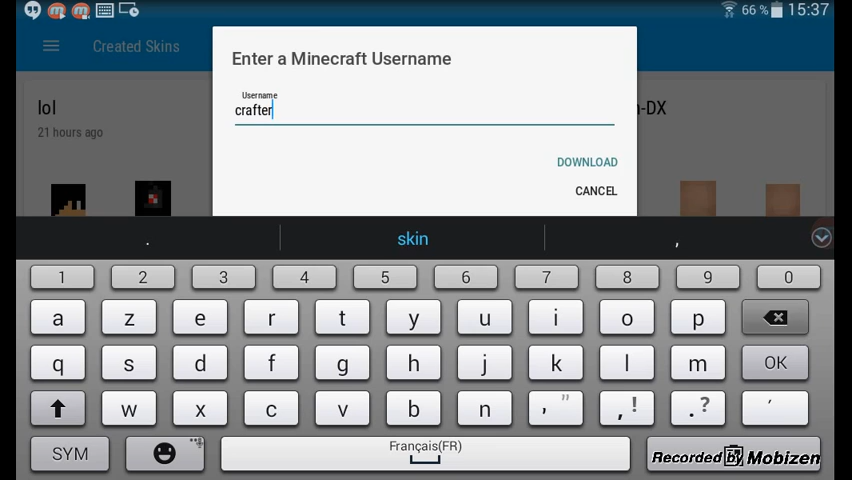 66 % 15:37
Created Skins
Enter a Minecraft Username
Username
crafter
lol
21 hours ago
-DX
DOWNLOAD
CANCEL
. skin ,
1 2 3 4 5 6 7 8 9 0
a z e r t y u i o p
q s d f g h j k l m OK
w x c v b n , " , ! . ? ´
SYM Français(FR)
Recorded by Mobizen